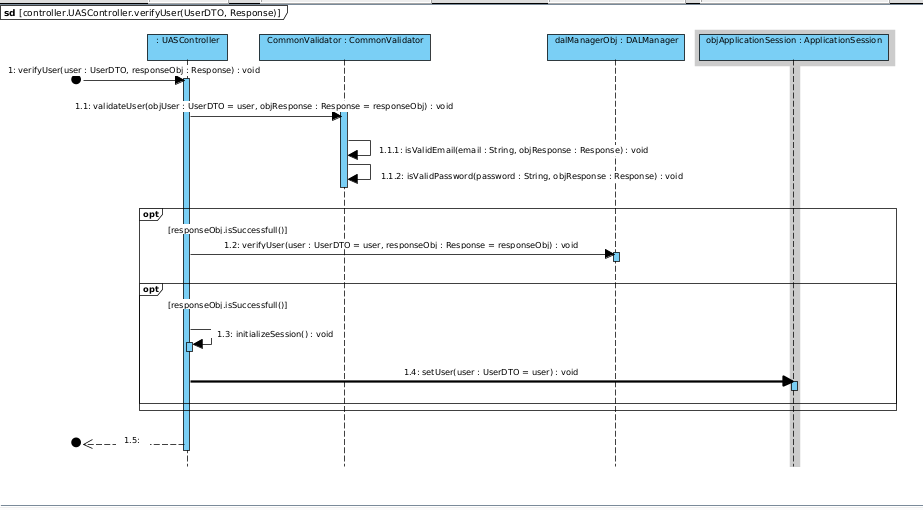 sd [controller.UASController.verifyUser(UserDTO, Response)]
: UASController
CommonValidator : CommonValidator
dalManagerObj : DALManager
objApplicationSession : ApplicationSession
1: verifyUser(user : UserDTO, responseObj : Response) : void
1.1: validateUser(objUser : UserDTO = user, objResponse : Response = responseObj) : void
1.1.1: isValidEmail(email : String, objResponse : Response) : void
1.1.2: isValidPassword(password : String, objResponse : Response) : void
opt
[responseObj.isSuccessfull()]
1.2: verifyUser(user : UserDTO = user, responseObj : Response = responseObj) : void
opt
[responseObj.isSuccessfull()]
1.3: initializeSession() : void
1.4: setUser(user : UserDTO = user) : void
1.5: